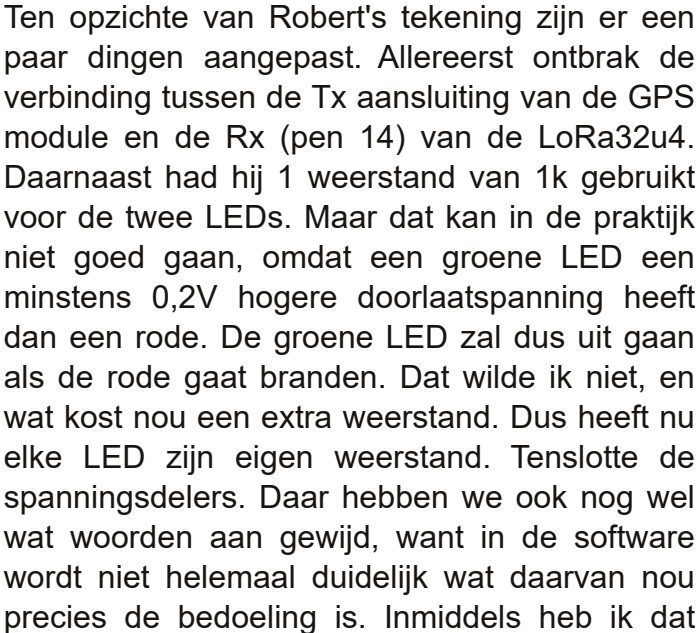 Ten opzichte van Robert's tekening zijn er een
paar dingen aangepast. Allereerst ontbrak de
verbinding tussen de Tx aansluiting van de GPS
module en de Rx (pen 14) van de LoRa32u4.
Daarnaast had hij 1 weerstand van 1k gebruikt
voor de twee LEDs. Maar dat kan in de praktijk
niet goed gaan, omdat een groene LED een
minstens 0,2V hogere doorlaatspanning heeft
dan een rode. De groene LED zal dus uit gaan
als de rode gaat branden. Dat wilde ik niet, en
wat kost nou een extra weerstand. Dus heeft nu
elke LED zijn eigen weerstand. Tenslotte de
spanningsdelers. Daar hebben we ook nog wel
wat woorden aan gewijd, want in de software
wordt niet helemaal duidelijk wat daarvan nou
precies de bedoeling is. Inmiddels heb ik dat